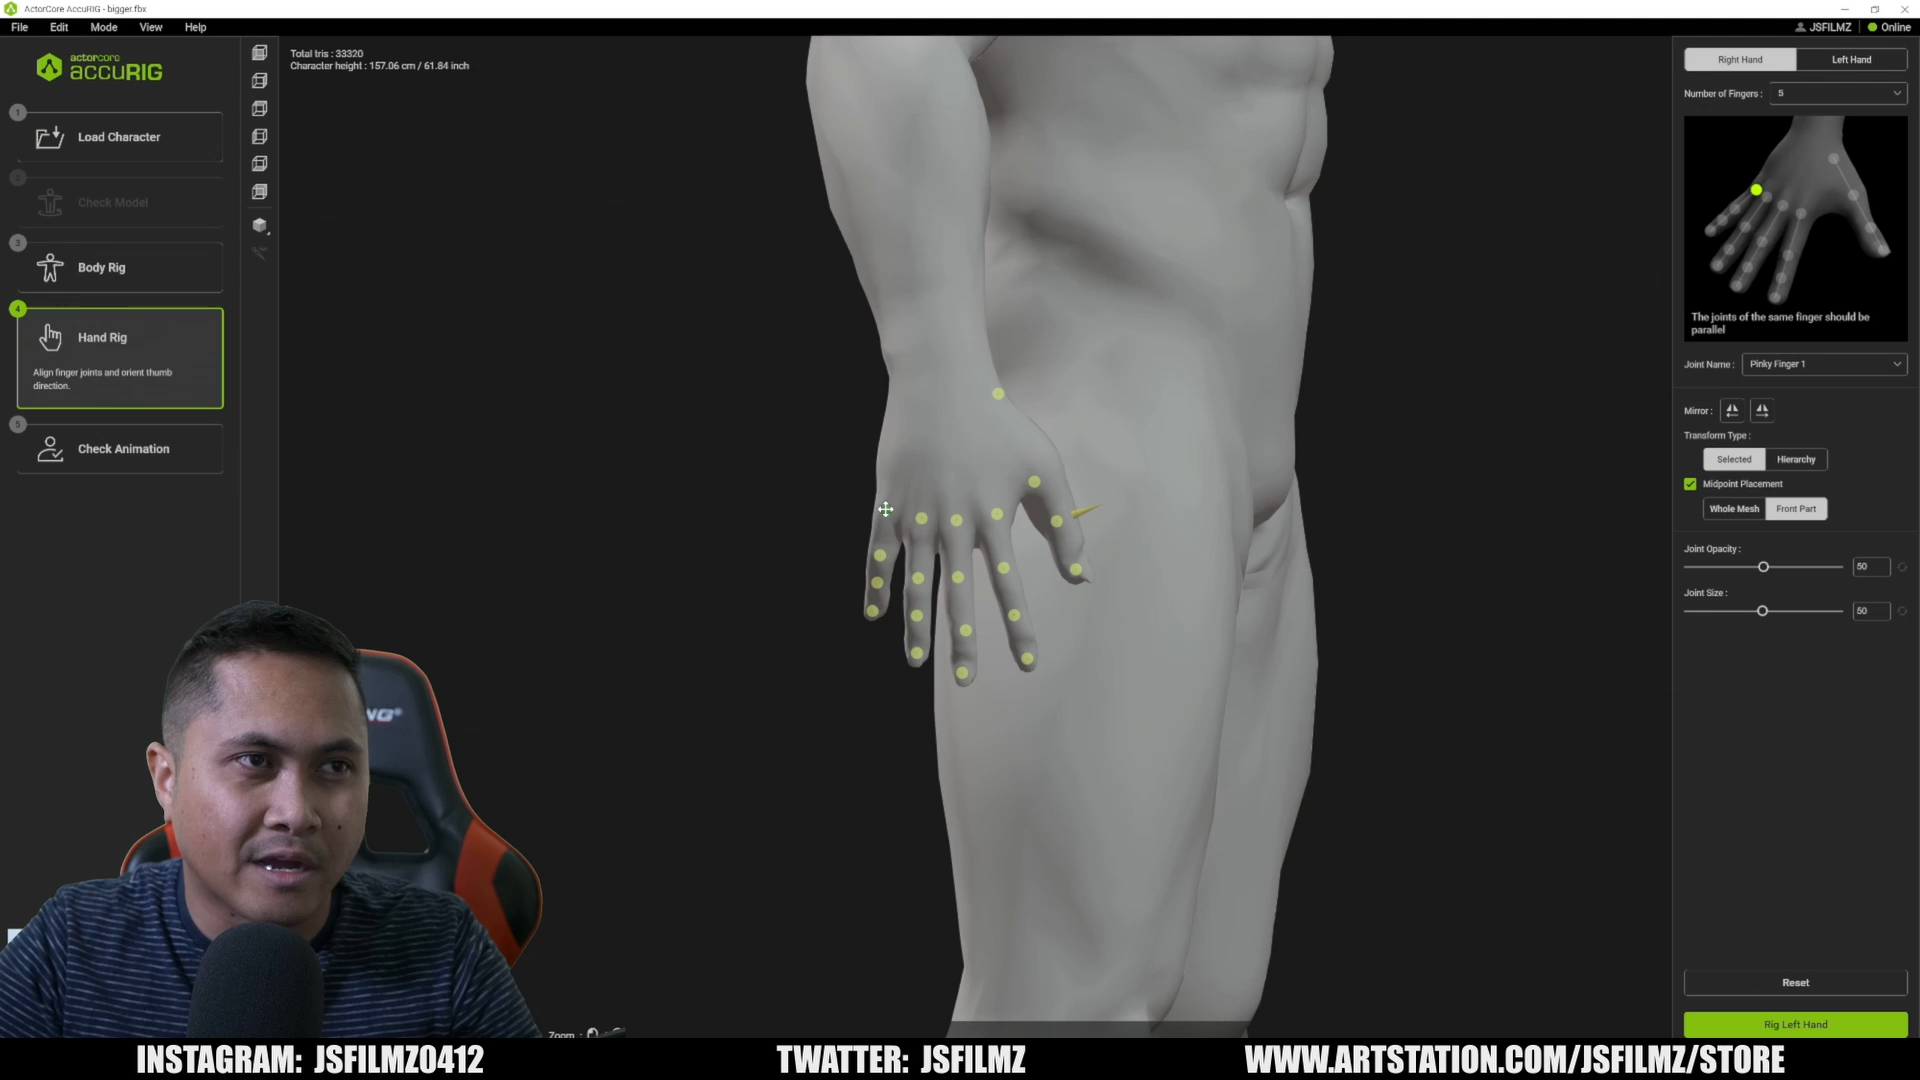 ActorCore AccuRIG - bigger.fbx
File Edit Mode View Help
JSFILMZ Online
actorcore
accuRIG
1
Load Character
Check Model
3
Body Rig
4
Hand Rig
Align finger joints and orient thumb
direction.
5
Check Animation
Total tris : 33320
Character height : 157.06 cm / 61.84 inch
Right Hand Left Hand
Number of Fingers : 5
The joints of the same finger should be
parallel
Joint Name : Pinky Finger 1
Mirror :
Transform Type :
Selected Hierarchy
Midpoint Placement
Whole Mesh Front Part
Joint Opacity :
50
Joint Size :
50
Reset
Rig Left Hand
Zoom :
INSTAGRAM: JSFILMZ0412 TWATTER: JSFILMZ WWW.ARTSTATION.COM/JSFILMZ/STORE